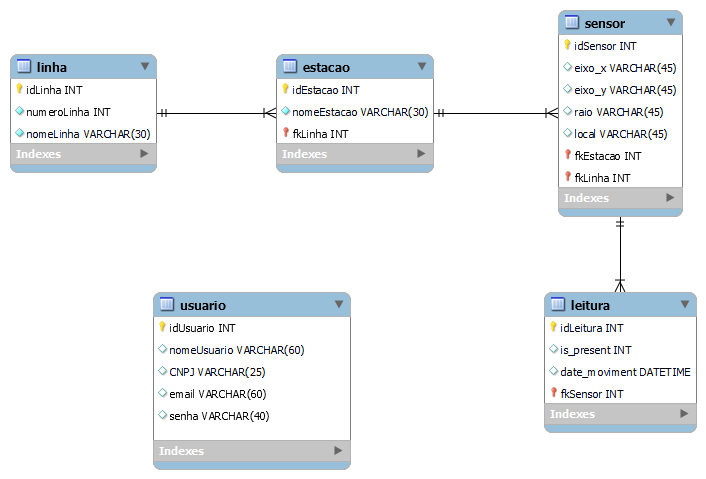 linha
idLinha INT
numeroLinha INT
nomeLinha VARCHAR(30)
Indexes
estacao
idEstacao INT
nomeEstacao VARCHAR(30)
fkLinha INT
Indexes
sensor
idSensor INT
eixo_x VARCHAR(45)
eixo_y VARCHAR(45)
raio VARCHAR(45)
local VARCHAR(45)
fkEstacao INT
fkLinha INT
Indexes
usuario
idUsuario INT
nomeUsuario VARCHAR(60)
CNPJ VARCHAR(25)
email VARCHAR(60)
senha VARCHAR(40)
Indexes
leitura
idLeitura INT
is_present INT
date_moviment DATETIME
fkSensor INT
Indexes